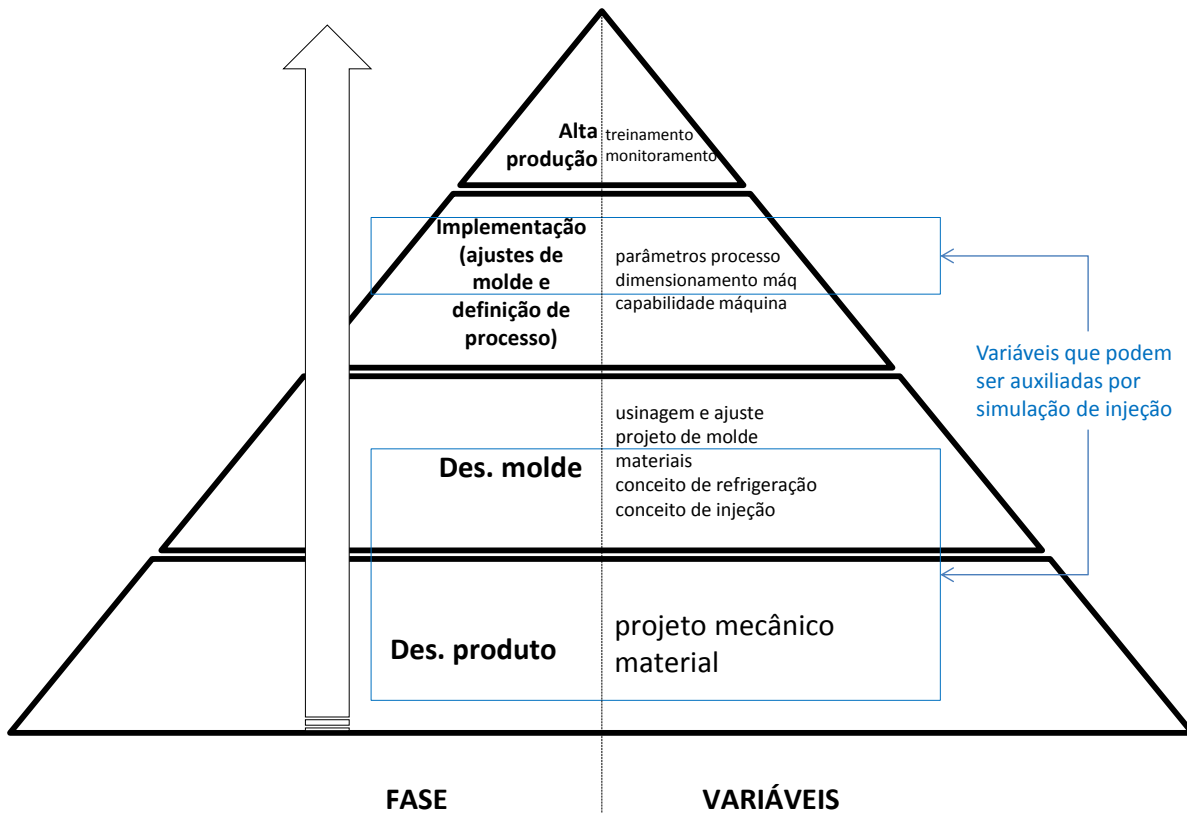 Alta
produção
treinamento
monitoramento
Implementação
(ajustes de
molde e
definição de
processo)
parâmetros processo
dimensionamento máq
capabilidade máquina
Variáveis que podem
ser auxiliadas por
simulação de injeção
Des. molde
usinagem e ajuste
projeto de molde
materiais
conceito de refrigeração
conceito de injeção
Des. produto
projeto mecânico
material
FASE
VARIÁVEIS